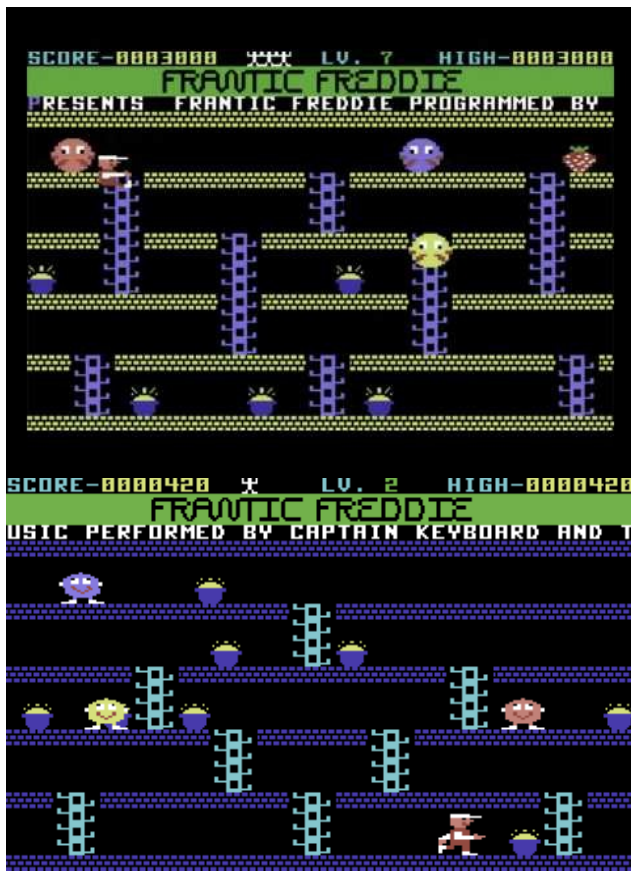 SCORE-0003000 LV. 7 HIGH-0003000
FRANTIC FREDDIE
PRESENTS FRANTIC FREDDIE PROGRAMMED BY
SCORE-0000420 LV. 2 HIGH-0000420
FRANTIC FREDDIE
USIC PERFORMED BY CAPTAIN KEYBOARD AND T